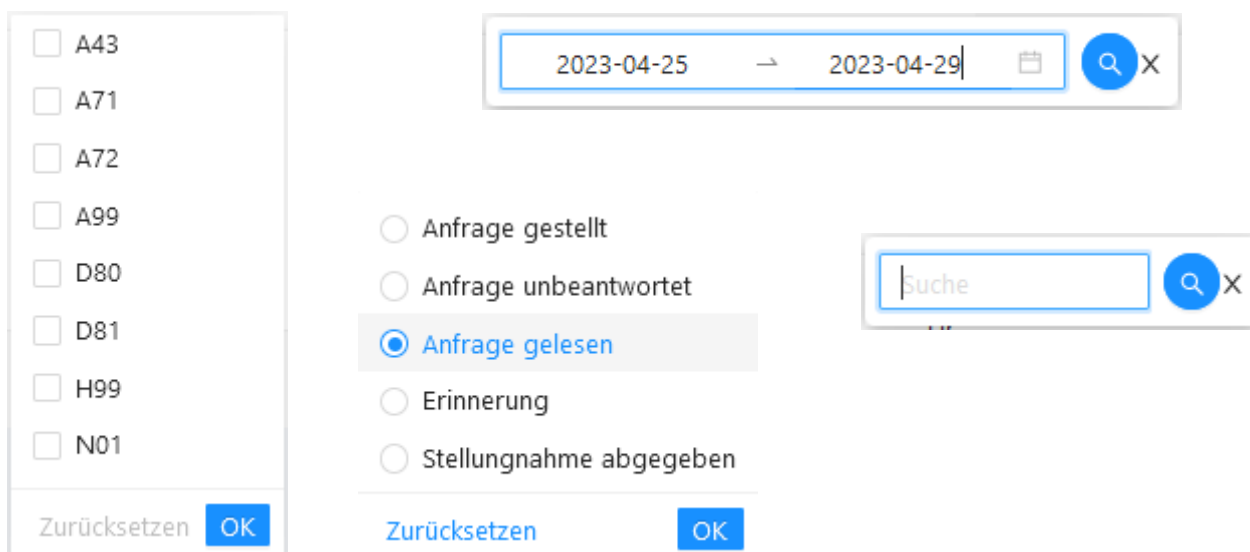 A43
A71
A72
A99
D80
D81
H99
N01
Zurücksetzen OK
2023-04-25 → 2023-04-29
Anfrage gestellt
Anfrage unbeantwortet
Anfrage gelesen
Erinnerung
Stellungnahme abgegeben
Zurücksetzen OK
Suche